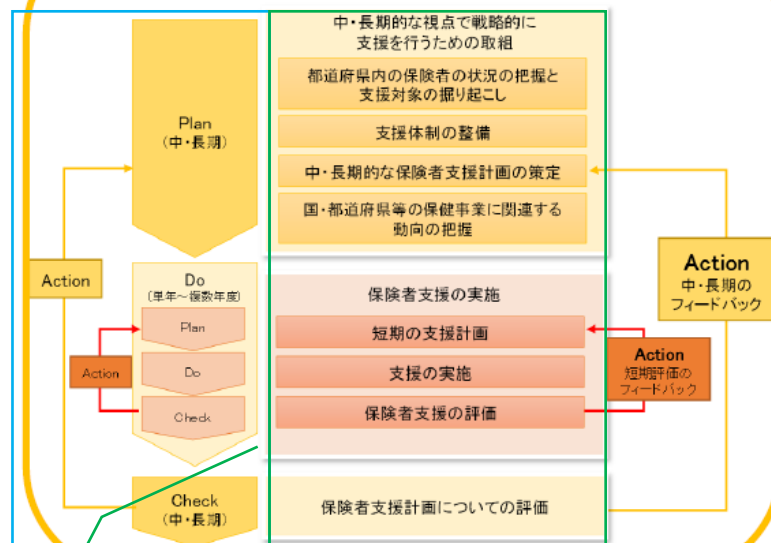 中・長期的な視点で戦略的に
支援を行うための取組
Plan
(中・長期)
都道府県内の保険者の状況の把握と
支援対象の掘り起こし
支援体制の整備
中・長期的な保険者支援計画の策定
国・都道府県等の保健事業に関連する
動向の把握
Action
Action
中・長期の
フィードバック
Do
(単年～複数年度)
Plan
Do
Check
Action
保険者支援の実施
短期の支援計画
支援の実施
保険者支援の評価
Action
短期評価の
フィードバック
Check
(中・長期)
保険者支援計画についての評価